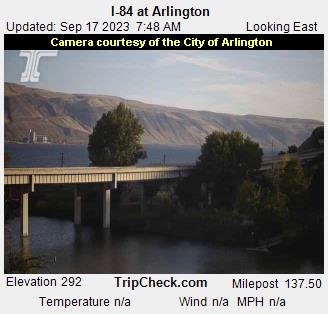 I-84 at Arlington
Updated: Sep 17 2023 7:48 AM Looking East
Camera courtesy of the City of Arlington
Elevation 292 TripCheck.com Milepost 137.50
Temperature n/a Wind n/a MPH n/a